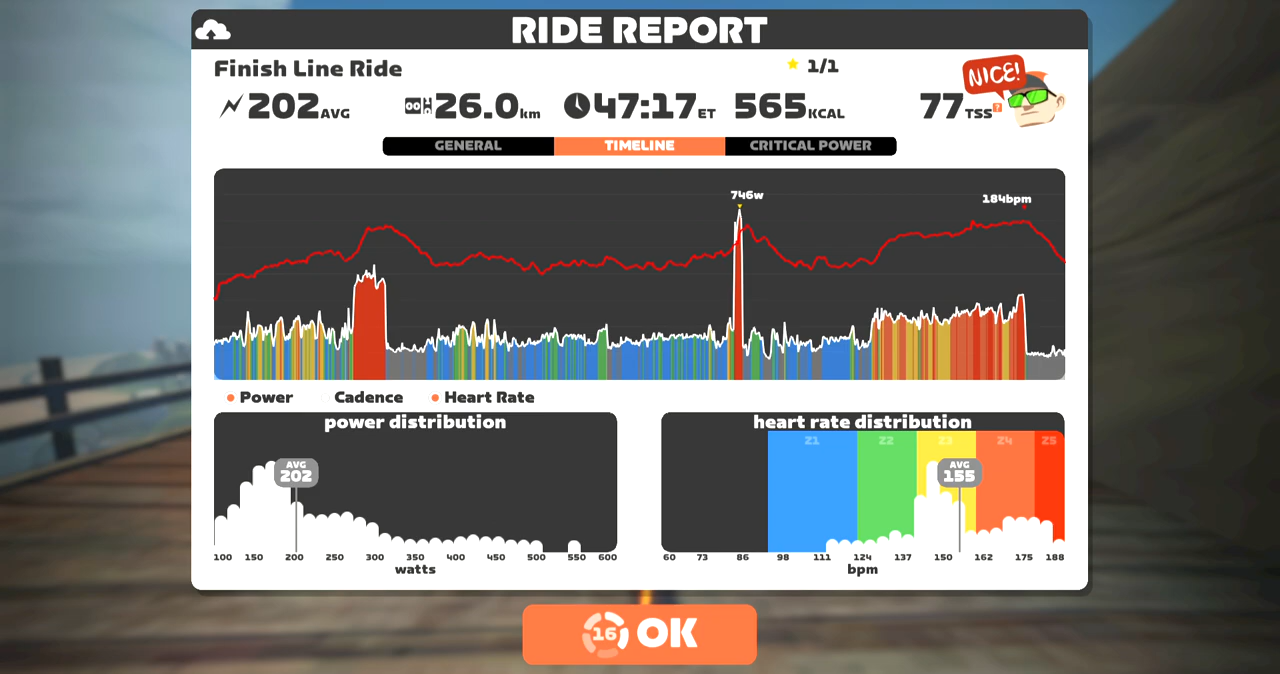 RIDE REPORT
Finish Line Ride
1/1
NICE!
202AVG
26.0km
47:17ET
565KCAL
77TSS?
GENERAL
TIMELINE
CRITICAL POWER
746w
184bpm
Power
Cadence
Heart Rate
power distribution
AVG
202
100 150 200 250 300 350 400 450 500 550 600
watts
heart rate distribution
Z1 Z2 Z3 Z4 Z5
AVG
155
60 73 86 98 111 124 137 150 162 175 188
bpm
16 OK